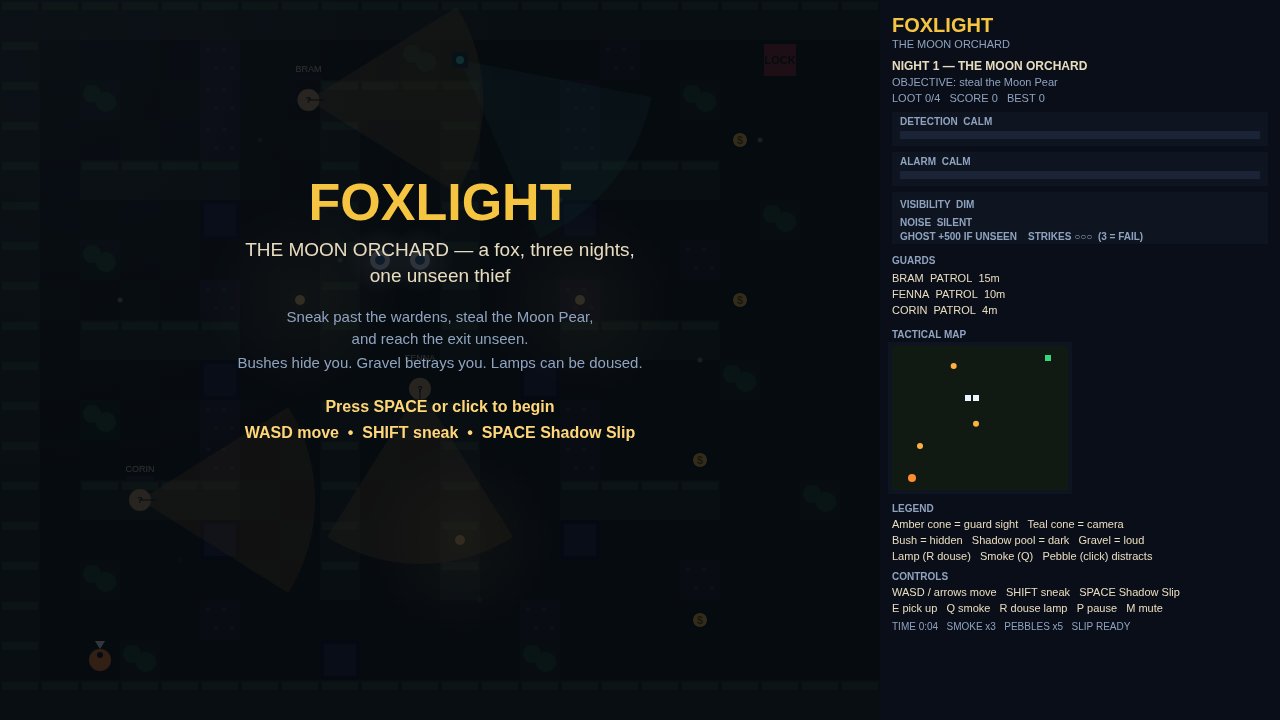 BRAM
LOCK
$
$
FOXLIGHT
THE MOON ORCHARD — a fox, three nights,
one unseen thief
Sneak past the wardens, steal the Moon Pear,
and reach the exit unseen.
Bushes hide you. Gravel betrays you. Lamps can be doused.
Press SPACE or click to begin
WASD move • SHIFT sneak • SPACE Shadow Slip
CORIN
$
$
FOXLIGHT
THE MOON ORCHARD
NIGHT 1 — THE MOON ORCHARD
OBJECTIVE: steal the Moon Pear
LOOT 0/4 SCORE 0 BEST 0
DETECTION CALM
ALARM CALM
VISIBILITY DIM
NOISE SILENT
GHOST +500 IF UNSEEN STRIKES ○○○ (3 = FAIL)
GUARDS
BRAM PATROL 15m
FENNA PATROL 10m
CORIN PATROL 4m
TACTICAL MAP
LEGEND
Amber cone = guard sight Teal cone = camera
Bush = hidden Shadow pool = dark Gravel = loud
Lamp (R douse) Smoke (Q) Pebble (click) distracts
CONTROLS
WASD / arrows move SHIFT sneak SPACE Shadow Slip
E pick up Q smoke R douse lamp P pause M mute
TIME 0:04 SMOKE x3 PEBBLES x5 SLIP READY